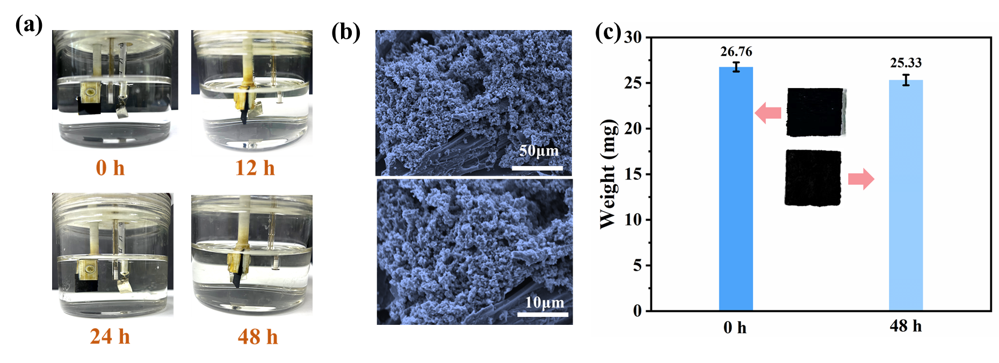 (a)
0 h
12 h
24 h
48 h
(b)
50μm
10μm
(c)
30
25
20
15
10
5
0
Weight (mg)
26.76
25.33
0 h
48 h